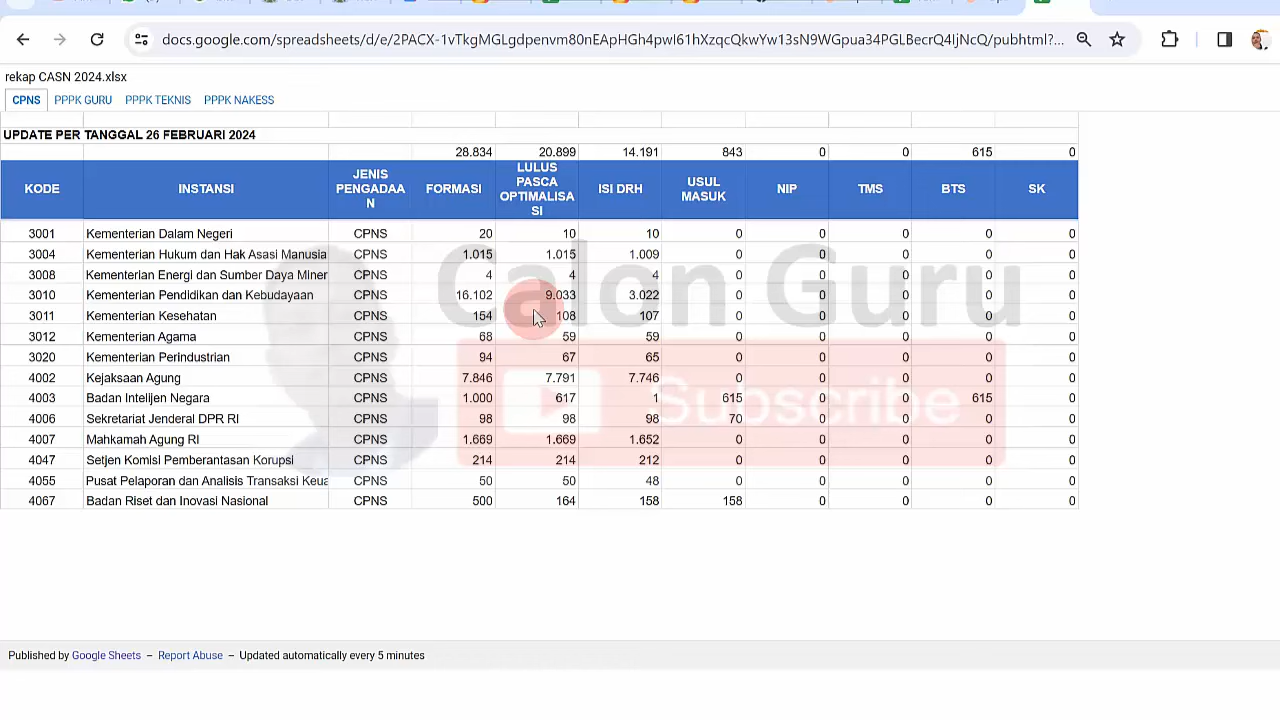 docs.google.com/spreadsheets/d/e/2PACX-1vTkgMGLgdpenvm80nEApHGh4pwI61hXzqcQkwYw13sN9WGpua34PGLBecrQ4IjNcQ/pubhtml?...
rekap CASN 2024.xlsx
CPNS PPPK GURU PPPK TEKNIS PPPK NAKESS
UPDATE PER TANGGAL 26 FEBRUARI 2024
28.834 20.899 14.191 843 0 0 615 0
KODE INSTANSI JENIS PENGADAAN FORMASI LULUS PASCA OPTIMALISASI ISI DRH USUL MASUK NIP TMS BTS SK
3001 Kementerian Dalam Negeri CPNS 20 10 10 0 0 0 0 0
3004 Kementerian Hukum dan Hak Asasi Manusia CPNS 1.015 1.015 1.009 0 0 0 0 0
3008 Kementerian Energi dan Sumber Daya Miner CPNS 4 4 4 0 0 0 0 0
3010 Kementerian Pendidikan dan Kebudayaan CPNS 16.102 9.033 3.022 0 0 0 0 0
3011 Kementerian Kesehatan CPNS 154 108 107 0 0 0 0 0
3012 Kementerian Agama CPNS 68 59 59 0 0 0 0 0
3020 Kementerian Perindustrian CPNS 94 67 65 0 0 0 0 0
4002 Kejaksaan Agung CPNS 7.846 7.791 7.746 0 0 0 0 0
4003 Badan Intelijen Negara CPNS 1.000 617 1 615 0 0 615 0
4006 Sekretariat Jenderal DPR RI CPNS 98 98 98 70 0 0 0 0
4007 Mahkamah Agung RI CPNS 1.669 1.669 1.652 0 0 0 0 0
4047 Setjen Komisi Pemberantasan Korupsi CPNS 214 214 212 0 0 0 0 0
4055 Pusat Pelaporan dan Analisis Transaksi Keua CPNS 50 50 48 0 0 0 0 0
4067 Badan Riset dan Inovasi Nasional CPNS 500 164 158 158 0 0 0 0
Calon Guru
Subscribe
Published by Google Sheets – Report Abuse – Updated automatically every 5 minutes